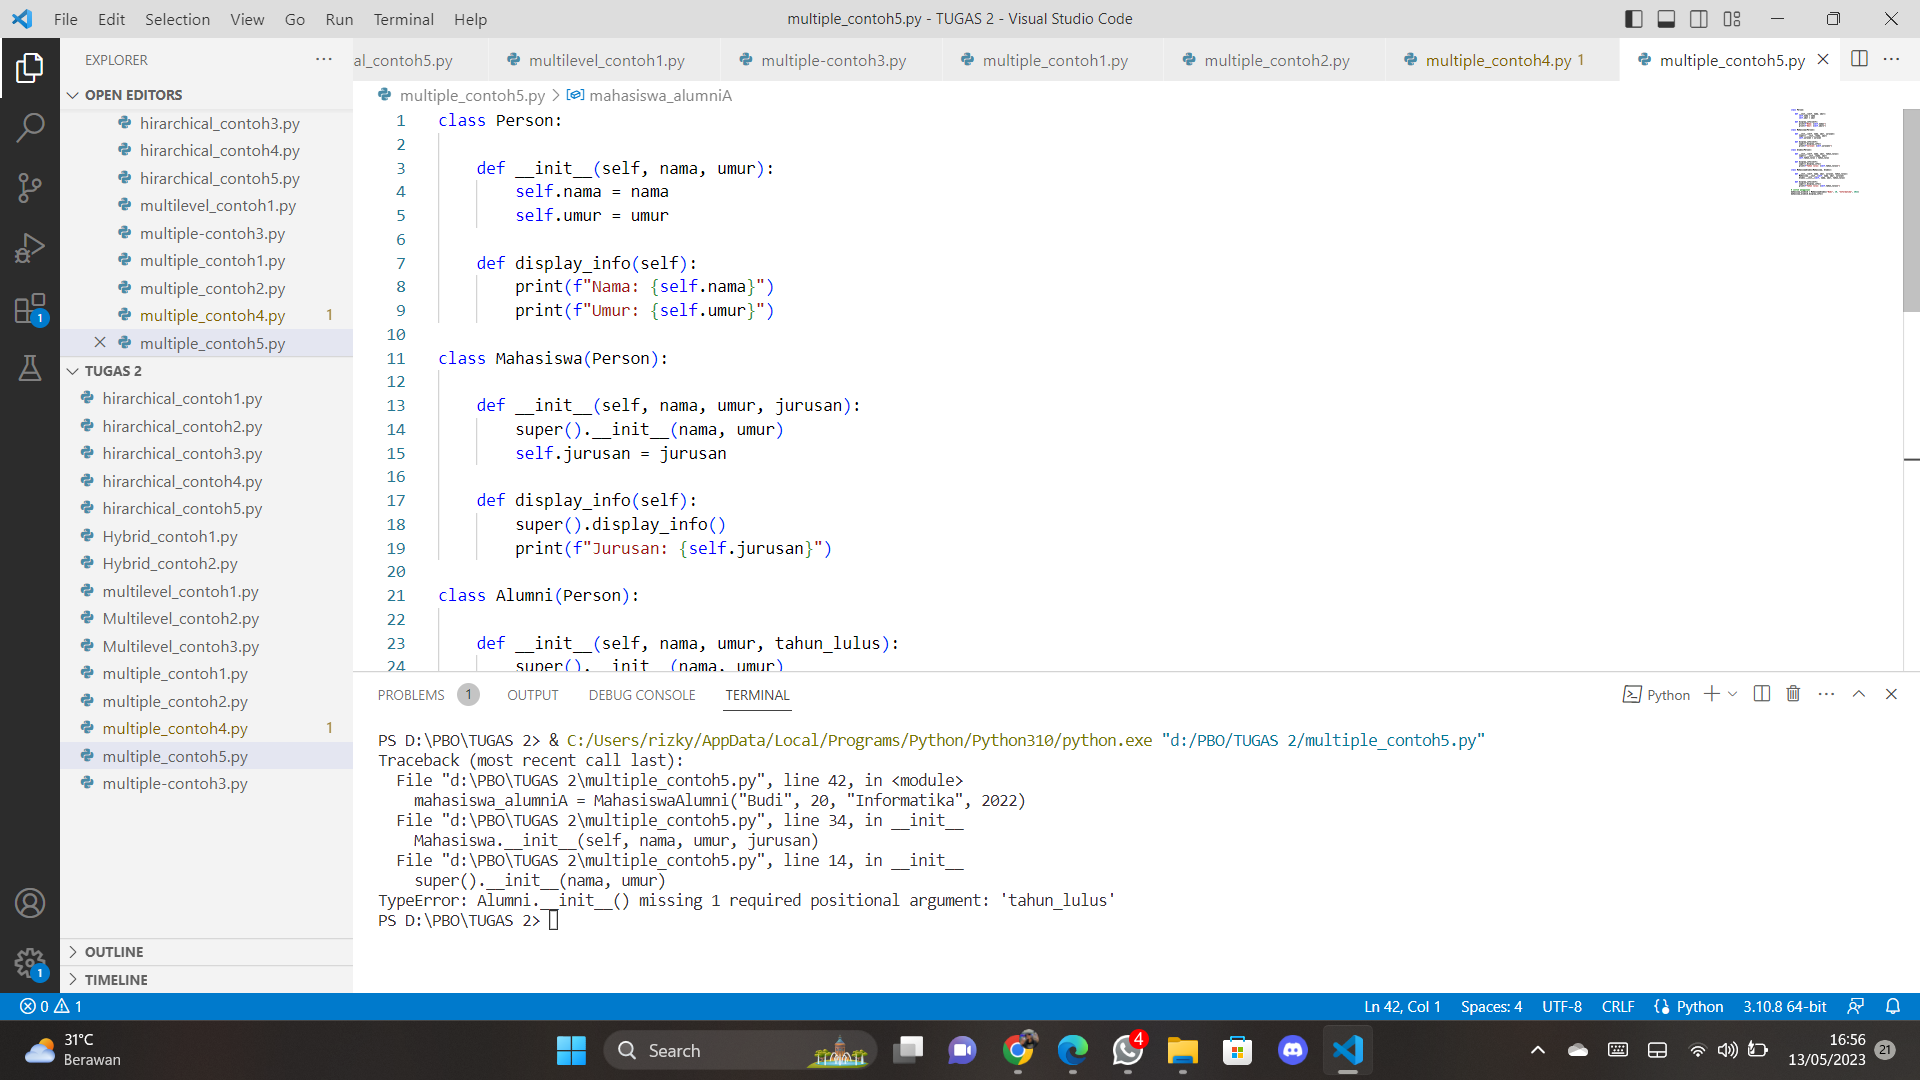 File Edit Selection View Go Run Terminal Help
multiple_contoh5.py - TUGAS 2 - Visual Studio Code
EXPLORER
al_contoh5.py multilevel_contoh1.py multiple-contoh3.py multiple_contoh1.py multiple_contoh2.py multiple_contoh4.py 1 multiple_contoh5.py
OPEN EDITORS
hirarchical_contoh3.py
hirarchical_contoh4.py
hirarchical_contoh5.py
multilevel_contoh1.py
multiple-contoh3.py
multiple_contoh1.py
multiple_contoh2.py
multiple_contoh4.py 1
multiple_contoh5.py
TUGAS 2
hirarchical_contoh1.py
hirarchical_contoh2.py
hirarchical_contoh3.py
hirarchical_contoh4.py
hirarchical_contoh5.py
Hybrid_contoh1.py
Hybrid_contoh2.py
multilevel_contoh1.py
Multilevel_contoh2.py
Multilevel_contoh3.py
multiple_contoh1.py
multiple_contoh2.py
multiple_contoh4.py 1
multiple_contoh5.py
multiple-contoh3.py
OUTLINE
TIMELINE
1
1
multiple_contoh5.py > mahasiswa_alumniA
1 class Person:
2
3 def __init__(self, nama, umur):
4 self.nama = nama
5 self.umur = umur
6
7 def display_info(self):
8 print(f"Nama: {self.nama}")
9 print(f"Umur: {self.umur}")
10
11 class Mahasiswa(Person):
12
13 def __init__(self, nama, umur, jurusan):
14 super().__init__(nama, umur)
15 self.jurusan = jurusan
16
17 def display_info(self):
18 super().display_info()
19 print(f"Jurusan: {self.jurusan}")
20
21 class Alumni(Person):
22
23 def __init__(self, nama, umur, tahun_lulus):
24 super().__init__(nama, umur)
PROBLEMS 1 OUTPUT DEBUG CONSOLE TERMINAL
Python
PS D:\PBO\TUGAS 2> & C:/Users/rizky/AppData/Local/Programs/Python/Python310/python.exe "d:/PBO/TUGAS 2/multiple_contoh5.py"
Traceback (most recent call last):
File "d:\PBO\TUGAS 2\multiple_contoh5.py", line 42, in <module>
mahasiswa_alumniA = MahasiswaAlumni("Budi", 20, "Informatika", 2022)
File "d:\PBO\TUGAS 2\multiple_contoh5.py", line 34, in __init__
Mahasiswa.__init__(self, nama, umur, jurusan)
File "d:\PBO\TUGAS 2\multiple_contoh5.py", line 14, in __init__
super().__init__(nama, umur)
TypeError: Alumni.__init__() missing 1 required positional argument: 'tahun_lulus'
PS D:\PBO\TUGAS 2>
0 1
Ln 42, Col 1 Spaces: 4 UTF-8 CRLF Python 3.10.8 64-bit
31°C
Berawan
Search
4
16:56
13/05/2023
21